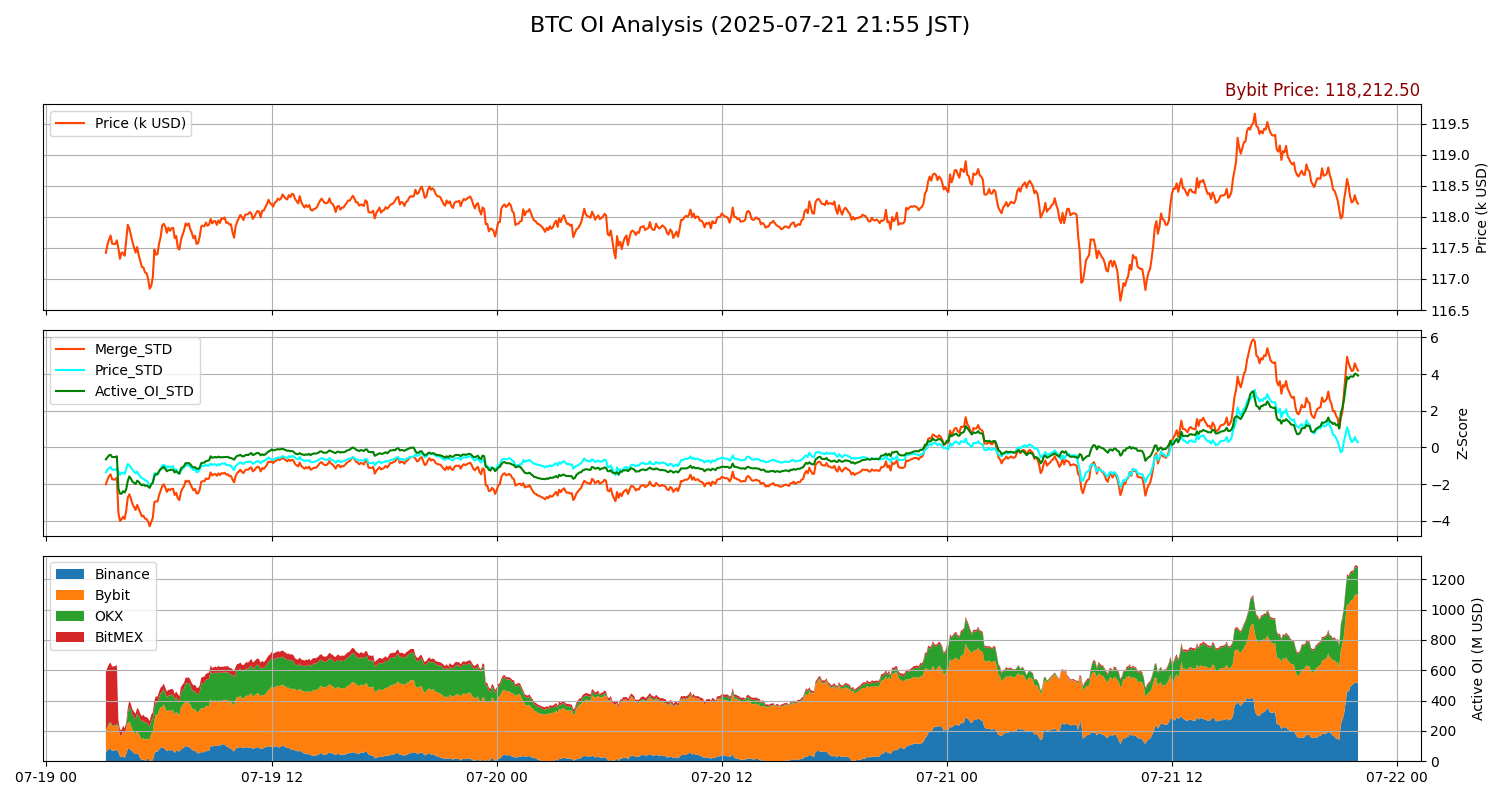 BTC OI Analysis (2025-07-21 21:55 JST)
Bybit Price: 118,212.50
Price (k USD)
119.5
119.0
118.5
118.0
117.5
117.0
116.5
Price (k USD)
Merge_STD
Price_STD
Active_OI_STD
6
4
2
0
−2
−4
Z-Score
Binance
Bybit
OKX
BitMEX
1200
1000
800
600
400
200
0
Active OI (M USD)
07-19 00
07-19 12
07-20 00
07-20 12
07-21 00
07-21 12
07-22 00